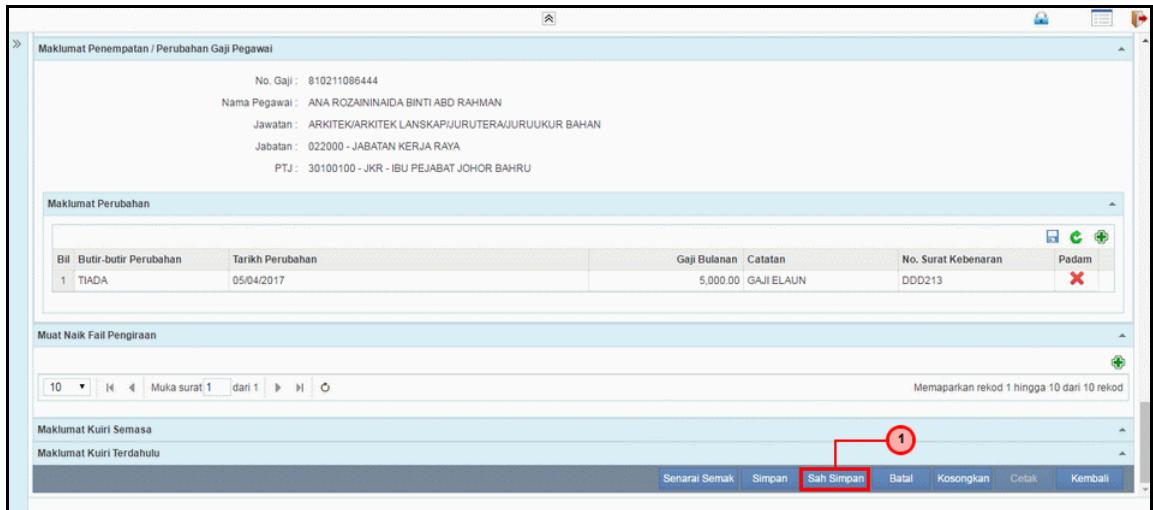 Maklumat Penempatan / Perubahan Gaji Pegawai
No. Gaji : 810211086444
Nama Pegawai : ANA ROZAININAIDA BINTI ABD RAHMAN
Jawatan : ARKITEK/ARKITEK LANSKAP/JURUTERA/JURUUKUR BAHAN
Jabatan : 022000 - JABATAN KERJA RAYA
PTJ : 30100100 - JKR - IBU PEJABAT JOHOR BAHRU
Maklumat Perubahan
Bil Butir-butir Perubahan Tarikh Perubahan Gaji Bulanan Catatan No. Surat Kebenaran Padam
1 TIADA 05/04/2017 5,000.00 GAJI ELAUN DDD213
Muat Naik Fail Pengiraan
10 Muka surat 1 dari 1 Memaparkan rekod 1 hingga 10 dari 10 rekod
Maklumat Kuiri Semasa
1
Maklumat Kuiri Terdahulu
Senarai Semak Simpan Sah Simpan Batal Kosongkan Cetak Kembali